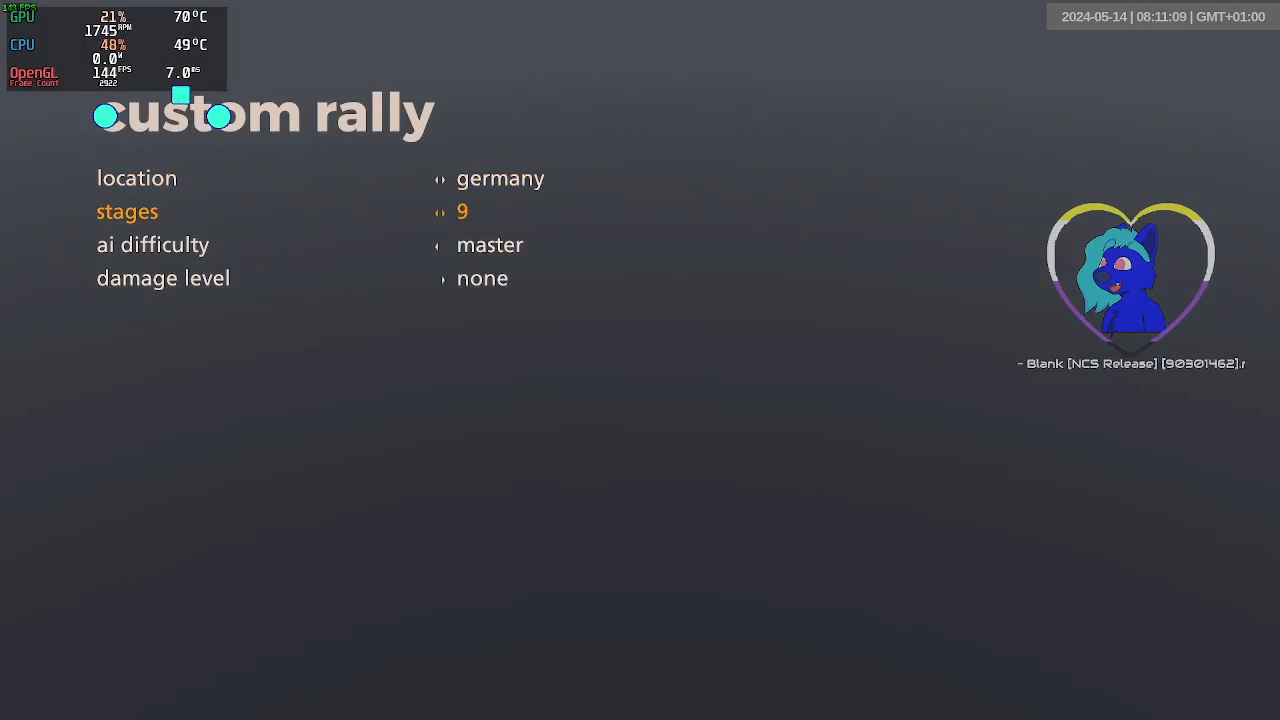 143 FPS
GPU 21% 70°C
1745RPM
CPU 48% 49°C
0.0W
OpenGL 144FPS 7.0ms
Frame Count 2922
2024-05-14 | 08:11:09 | GMT+01:00
custom rally
location germany
stages 9
ai difficulty master
damage level none
- Blank [NCS Release] [90301462].r